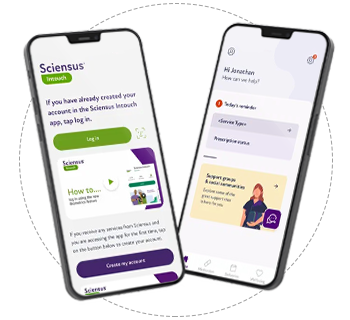 Sciensus
Intouch
If you have already created your
account in the Sciensus Intouch
app, tap log in.
Log in
Sciensus
How to...
If you receive any services from Sciensus and
you are accessing the app for the first time, tap
on the button below to create your account.
Create my account
Sciensus
Hi Jonathan
How can we help?
Today's reminder
<Service Type>
Prescription status
Support groups
& social communities
Explore some of the
great support sites